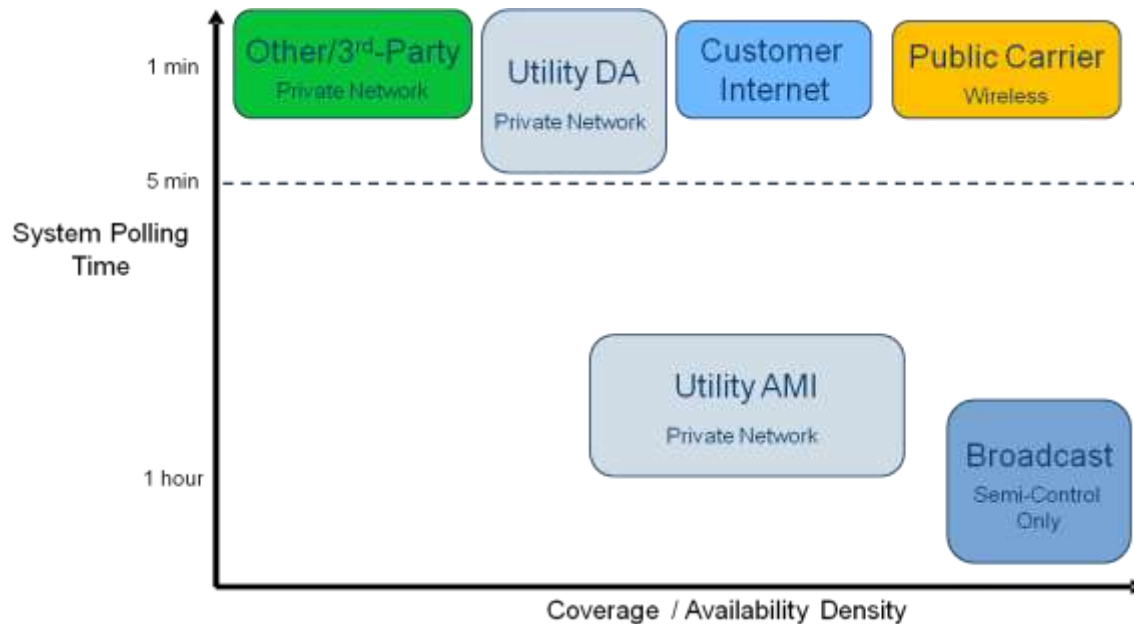 1 min
5 min
System Polling
Time
1 hour
Other/3rd-Party
Private Network
Utility DA
Private Network
Customer
Internet
Public Carrier
Wireless
Utility AMI
Private Network
Broadcast
Semi-Control
Only
Coverage / Availability Density